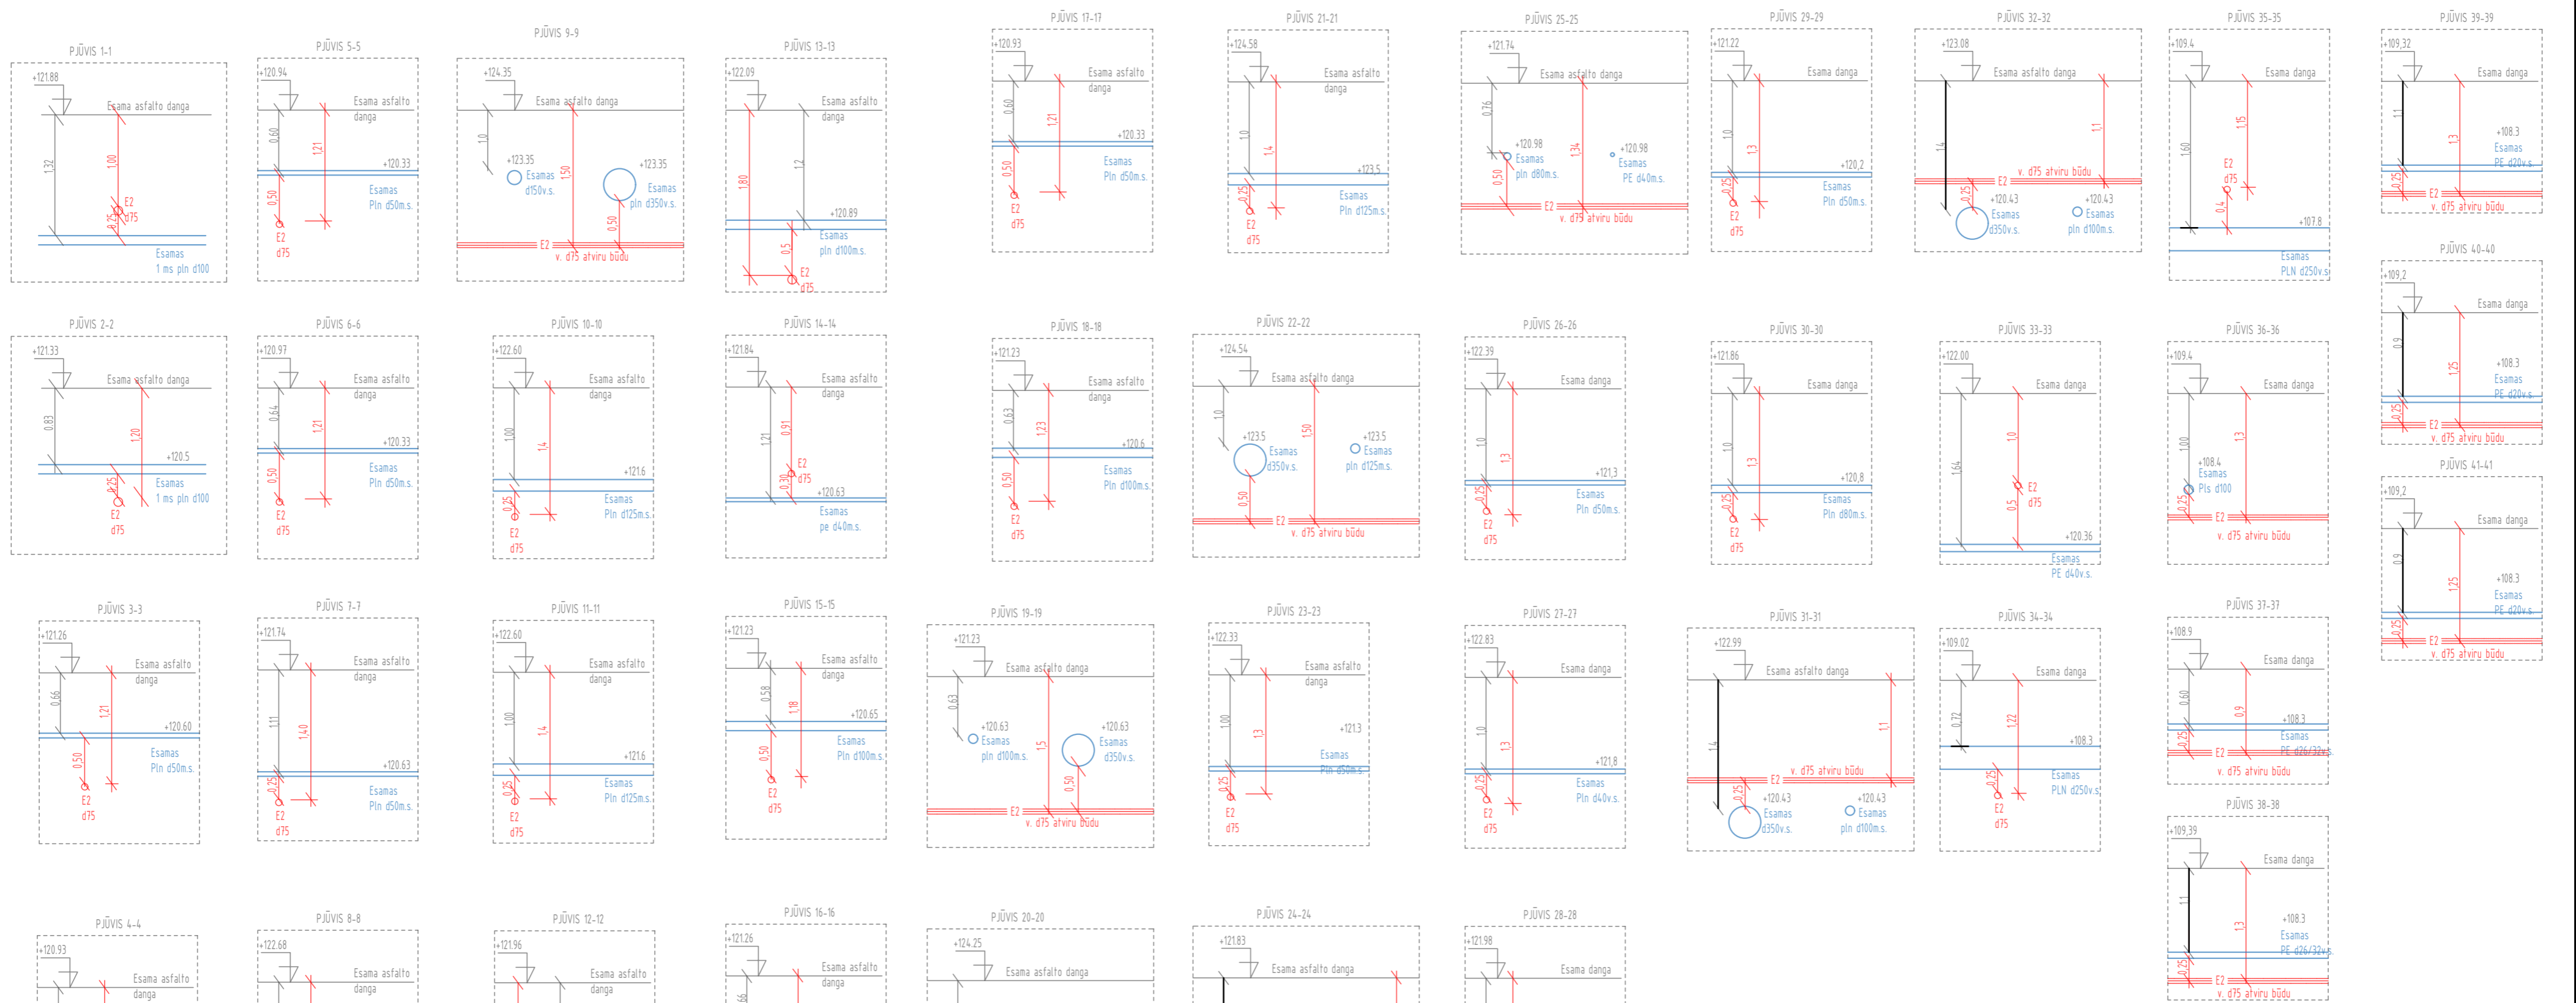 PJŪVIS 1-1
+121.88
Esama asfalto danga
1,32
1,00
E2
d75
0,25
Esamas
1 ms pln d100
PJŪVIS 5-5
+120.94
Esama asfalto
danga
0,60
1,21
+120.33
0,50
Esamas
Pln d50m.s.
E2
d75
PJŪVIS 9-9
+124.35
Esama asfalto danga
1,0
+123.35
Esamas
d150v.s.
1,50
+123.35
Esamas
pln d350v.s.
0,50
E2
v. d75 atviru būdu
PJŪVIS 13-13
+122.09
Esama asfalto
danga
1,80
1,2
+120.89
Esamas
pln d100m.s.
0,5
E2
d75
PJŪVIS 17-17
+120.93
Esama asfalto
danga
0,60
1,21
+120.33
0,50
Esamas
Pln d50m.s.
E2
d75
PJŪVIS 21-21
+124.58
Esama asfalto
danga
1,0
1,4
+123,5
0,25
Esamas
Pln d125m.s.
E2
d75
PJŪVIS 25-25
+121.74
Esama asfalto danga
0,76
+120.98
Esamas
pln d80m.s.
0,50
1,34
+120.98
Esamas
PE d40m.s.
E2
v. d75 atviru būdu
PJŪVIS 29-29
+121.22
Esama danga
1,0
1,3
+120,2
0,25
Esamas
Pln d50m.s.
E2
d75
PJŪVIS 32-32
+123.08
Esama asfalto danga
1,4
1,1
v. d75 atviru būdu
E2
0,25
+120.43
Esamas
d350v.s.
+120.43
Esamas
pln d100m.s.
PJŪVIS 35-35
+109.4
Esama danga
1,60
1,15
E2
d75
0,4
+107.8
Esamas
PLN d250v.s
PJŪVIS 39-39
+109,32
Esama danga
1,1
1,3
+108.3
Esamas
PE d20v.s.
0,25
E2
v. d75 atviru būdu
PJŪVIS 40-40
+109,2
Esama danga
0,9
1,25
+108.3
Esamas
PE d20v.s.
0,25
E2
v. d75 atviru būdu
PJŪVIS 2-2
+121.33
Esama asfalto danga
0,83
1,20
+120.5
0,25
Esamas
1 ms pln d100
E2
d75
PJŪVIS 6-6
+120.97
Esama asfalto
danga
0,64
1,21
+120.33
0,50
Esamas
Pln d50m.s.
E2
d75
PJŪVIS 10-10
+122.60
Esama asfalto
danga
1,00
1,4
+121.6
0,25
Esamas
Pln d125m.s.
E2
d75
PJŪVIS 14-14
+121.84
Esama asfalto
danga
1,21
0,91
E2
d75
0,30
+120.63
Esamas
pe d40m.s.
PJŪVIS 18-18
+121.23
Esama asfalto
danga
0,63
1,23
+120.6
0,50
Esamas
Pln d100m.s.
E2
d75
PJŪVIS 22-22
+124.54
Esama asfalto danga
1,0
+123.5
Esamas
d350v.s.
1,50
+123.5
Esamas
pln d125m.s.
0,50
E2
v. d75 atviru būdu
PJŪVIS 26-26
+122.39
Esama danga
1,0
1,3
+121,3
0,25
Esamas
Pln d50m.s.
E2
d75
PJŪVIS 30-30
+121.86
Esama danga
1,0
1,3
+120,8
0,25
Esamas
Pln d80m.s.
E2
d75
PJŪVIS 33-33
+122.00
Esama danga
1,64
1,0
E2
d75
0,5
+120.36
Esamas
PE d40v.s.
PJŪVIS 36-36
+109.4
Esama danga
1,00
1,3
+108.4
Esamas
Pls d100
0,25
E2
v. d75 atviru būdu
PJŪVIS 41-41
+109,2
Esama danga
0,9
1,25
+108.3
Esamas
PE d20v.s.
0,25
E2
v. d75 atviru būdu
PJŪVIS 3-3
+121.26
Esama asfalto
danga
0,66
1,21
+120.60
0,50
Esamas
Pln d50m.s.
E2
d75
PJŪVIS 7-7
+121.74
Esama asfalto
danga
1,11
1,40
+120.63
0,25
Esamas
Pln d50m.s.
E2
d75
PJŪVIS 11-11
+122.60
Esama asfalto
danga
1,00
1,4
+121.6
0,25
Esamas
Pln d125m.s.
E2
d75
PJŪVIS 15-15
+121.23
Esama asfalto
danga
0,58
1,18
+120.65
0,50
Esamas
Pln d100m.s.
E2
d75
PJŪVIS 19-19
+121.23
Esama asfalto danga
0,63
+120.63
Esamas
pln d100m.s.
1,5
+120.63
Esamas
d350v.s.
0,50
E2
v. d75 atviru būdu
PJŪVIS 23-23
+122.33
Esama asfalto
danga
1,00
1,3
+121.3
Esamas
Pln d50m.s.
0,25
E2
d75
PJŪVIS 27-27
+122.83
Esama danga
1,0
1,3
+121,8
0,25
Esamas
Pln d40v.s.
E2
d75
PJŪVIS 31-31
+122.99
Esama asfalto danga
1,4
1,1
v. d75 atviru būdu
E2
0,25
+120.43
Esamas
d350v.s.
+120.43
Esamas
pln d100m.s.
PJŪVIS 34-34
+109.02
Esama danga
0,72
1,22
+108.3
0,25
Esamas
PLN d250v.s
E2
d75
PJŪVIS 37-37
+108.9
Esama danga
0,60
0,9
+108.3
Esamas
PE d26/32v.s.
0,25
E2
v. d75 atviru būdu
PJŪVIS 38-38
+109,39
Esama danga
1,1
1,3
+108.3
Esamas
PE d26/32v.s.
0,25
E2
v. d75 atviru būdu
PJŪVIS 4-4
+120.93
Esama asfalto
danga
PJŪVIS 8-8
+122.68
Esama asfalto
danga
PJŪVIS 12-12
+121.96
Esama asfalto
danga
PJŪVIS 16-16
+121.26
Esama asfalto
danga
PJŪVIS 20-20
+124.25
Esama asfalto danga
PJŪVIS 24-24
+121.83
Esama asfalto danga
PJŪVIS 28-28
+121.98
Esama danga